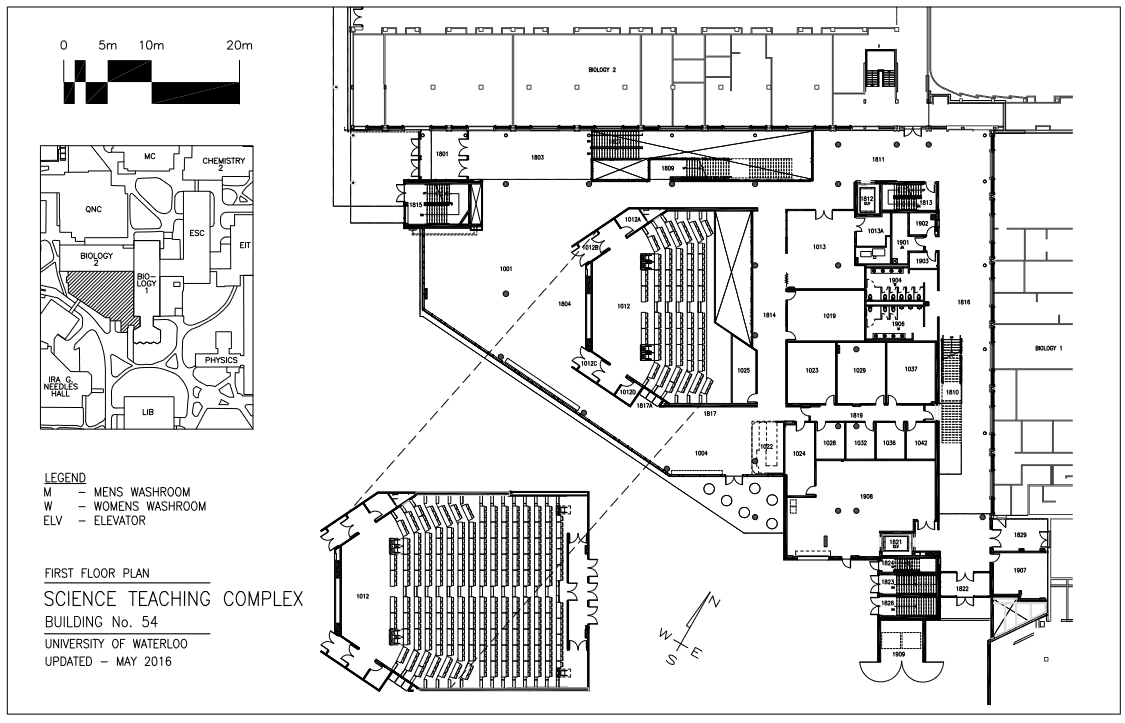 0 5m 10m 20m
MC
CHEMISTRY
2
QNC
ESC
EIT
BIOLOGY
2
BIO-
LOGY
1
PHYSICS
IRA G.
NEEDLES
HALL
LIB
LEGEND
M – MENS WASHROOM
W – WOMENS WASHROOM
ELV – ELEVATOR
FIRST FLOOR PLAN
SCIENCE TEACHING COMPLEX
BUILDING No. 54
UNIVERSITY OF WATERLOO
UPDATED – MAY 2016
BIOLOGY 2
1801
1803
1809
1811
1815
1812
ELV
1813
1012A
1013A
1902
1012B
1013
1901
1903
1001
1904
1804
1012
1814
1816
1019
1906
BIOLOGY 1
1012C
1025
1023
1029
1037
1012D
1810
1817A
1817
1819
1022
1024
1028
1032
1036
1042
1004
1908
1821
ELV
1829
1824
1907
1823
1822
1826
1909
1012
N
W
E
S